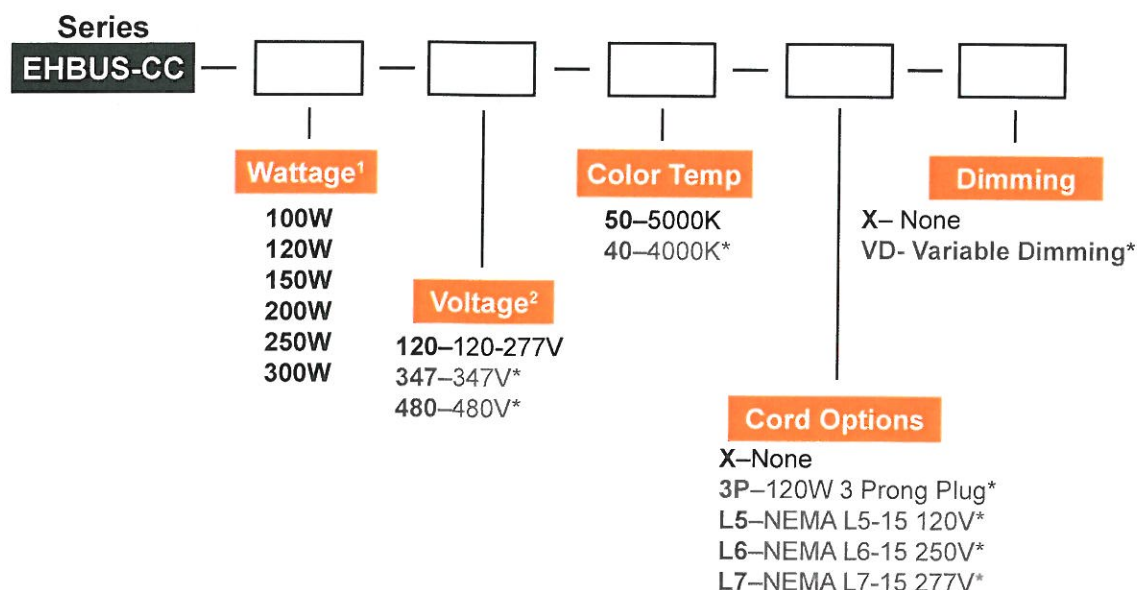 Series
EHBUS-CC — — — — —
Wattage¹
100W
120W
150W
200W
250W
300W
Voltage²
120–120-277V
347–347V*
480–480V*
Color Temp
50–5000K
40–4000K*
Cord Options
X–None
3P–120W 3 Prong Plug*
L5–NEMA L5-15 120V*
L6–NEMA L6-15 250V*
L7–NEMA L7-15 277V*
Dimming
X– None
VD- Variable Dimming*